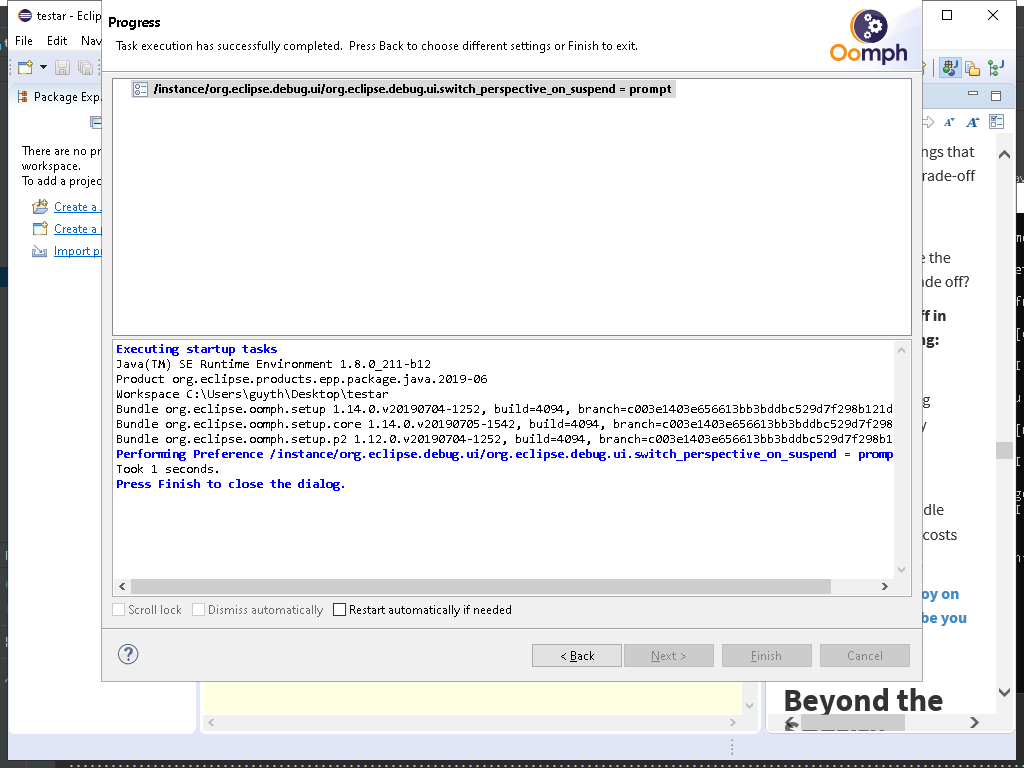 testar - Eclip
File Edit Nav
Package Exp
There are no pr
workspace.
To add a projec
Create a
Create a
Import p
Progress
Task execution has successfully completed. Press Back to choose different settings or Finish to exit.
Oomph
/instance/org.eclipse.debug.ui/org.eclipse.debug.ui.switch_perspective_on_suspend = prompt
Executing startup tasks
Java(TM) SE Runtime Environment 1.8.0_211-b12
Product org.eclipse.products.epp.package.java.2019-06
Workspace C:\Users\guyth\Desktop\testar
Bundle org.eclipse.oomph.setup 1.14.0.v20190704-1252, build=4094, branch=c003e1403e656613bb3bddbc529d7f298b121d
Bundle org.eclipse.oomph.setup.core 1.14.0.v20190705-1542, build=4094, branch=c003e1403e656613bb3bddbc529d7f298
Bundle org.eclipse.oomph.setup.p2 1.12.0.v20190704-1252, build=4094, branch=c003e1403e656613bb3bddbc529d7f298b1
Performing Preference /instance/org.eclipse.debug.ui/org.eclipse.debug.ui.switch_perspective_on_suspend = promp
Took 1 seconds.
Press Finish to close the dialog.
Scroll lock Dismiss automatically Restart automatically if needed
< Back Next > Finish Cancel
ngs that
rade-off
e the
ade off?
ff in
ng:
g
y
dle
costs
oy on
be you
Beyond the